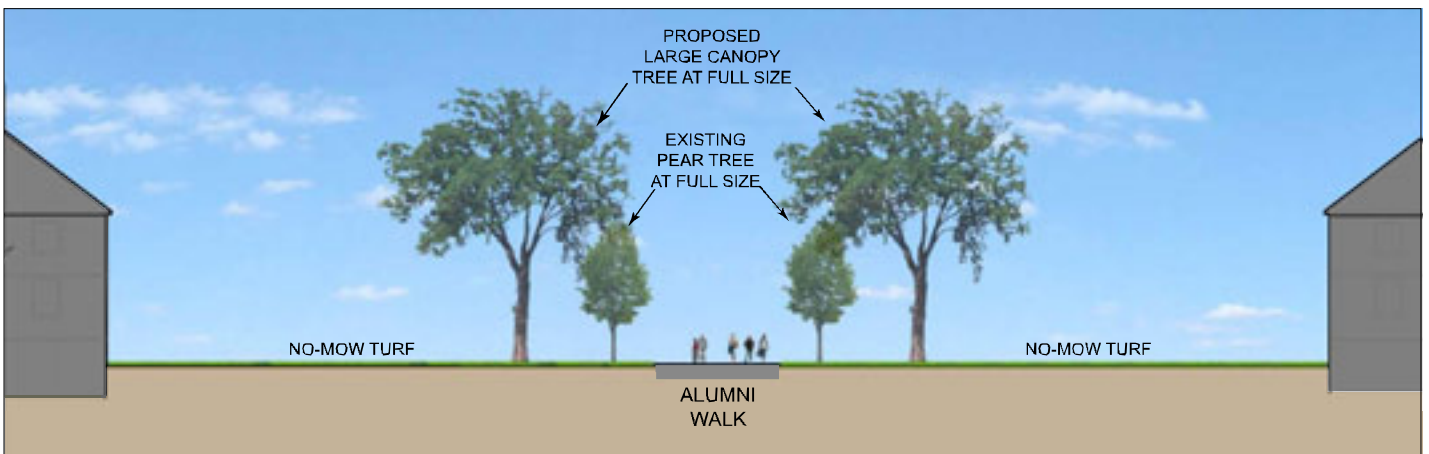 PROPOSED
LARGE CANOPY
TREE AT FULL SIZE
EXISTING
PEAR TREE
AT FULL SIZE
NO-MOW TURF
NO-MOW TURF
ALUMNI
WALK